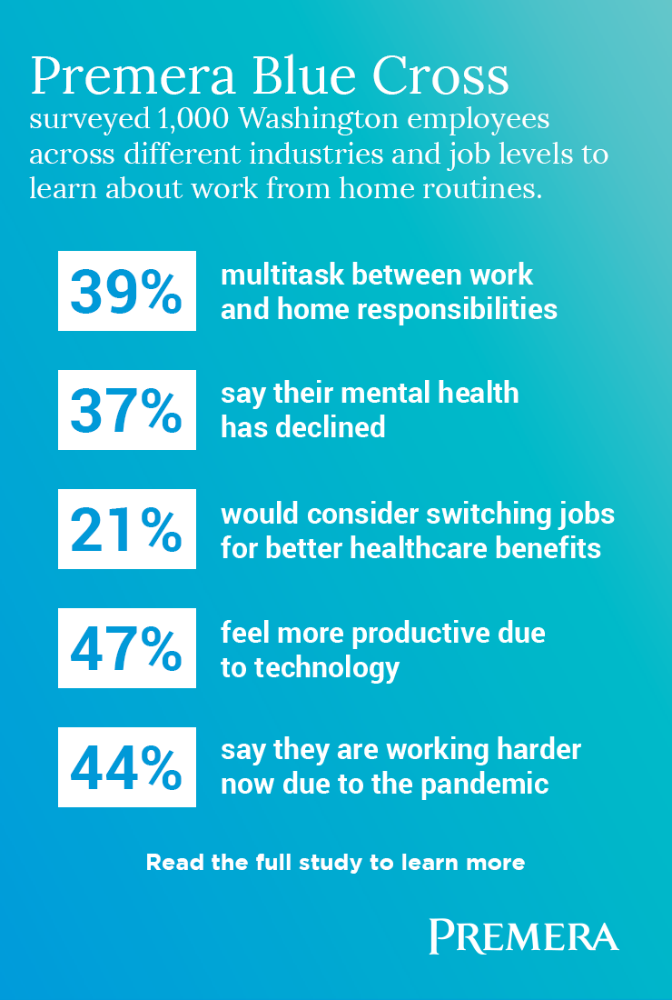 Premera Blue Cross
surveyed 1,000 Washington employees
across different industries and job levels to
learn about work from home routines.
39%
multitask between work
and home responsibilities
37%
say their mental health
has declined
21%
would consider switching jobs
for better healthcare benefits
47%
feel more productive due
to technology
44%
say they are working harder
now due to the pandemic
Read the full study to learn more
PREMERA